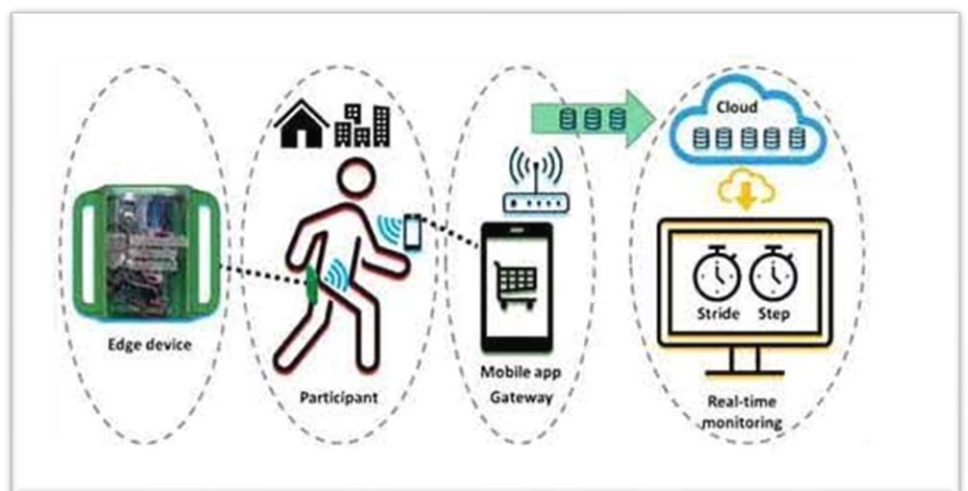 Edge device
Participant
Mobile app
Gateway
Cloud
Stride Step
Real-time
monitoring